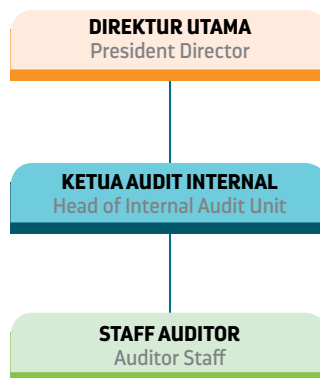 DIREKTUR UTAMA
President Director
KETUA AUDIT INTERNAL
Head of Internal Audit Unit
STAFF AUDITOR
Auditor Staff